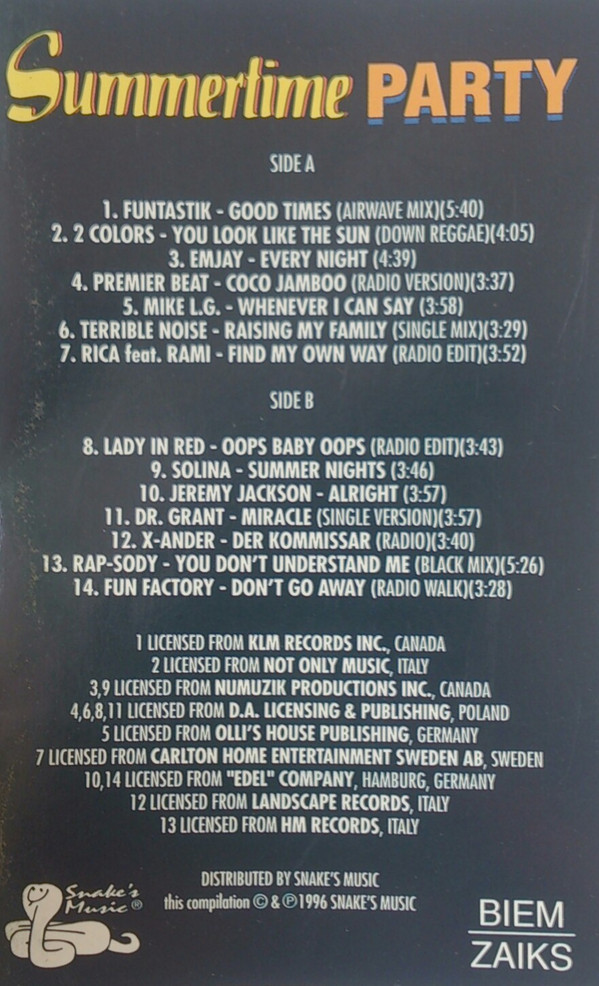 Summertime PARTY
SIDE A
1. FUNTASTIK - GOOD TIMES (AIRWAVE MIX)(5:40)
2. 2 COLORS - YOU LOOK LIKE THE SUN (DOWN REGGAE)(4:05)
3. EMJAY - EVERY NIGHT (4:39)
4. PREMIER BEAT - COCO JAMBOO (RADIO VERSION)(3:37)
5. MIKE L.G. - WHENEVER I CAN SAY (3:58)
6. TERRIBLE NOISE - RAISING MY FAMILY (SINGLE MIX)(3:29)
7. RICA feat. RAMI - FIND MY OWN WAY (RADIO EDIT)(3:52)
SIDE B
8. LADY IN RED - OOPS BABY OOPS (RADIO EDIT)(3:43)
9. SOLINA - SUMMER NIGHTS (3:46)
10. JEREMY JACKSON - ALRIGHT (3:57)
11. DR. GRANT - MIRACLE (SINGLE VERSION)(3:57)
12. X-ANDER - DER KOMMISSAR (RADIO)(3:40)
13. RAP-SODY - YOU DON'T UNDERSTAND ME (BLACK MIX)(5:26)
14. FUN FACTORY - DON'T GO AWAY (RADIO WALK)(3:28)
1 LICENSED FROM KLM RECORDS INC., CANADA
2 LICENSED FROM NOT ONLY MUSIC, ITALY
3,9 LICENSED FROM NUMUZIK PRODUCTIONS INC., CANADA
4,6,8,11 LICENSED FROM D.A. LICENSING & PUBLISHING, POLAND
5 LICENSED FROM OLLI'S HOUSE PUBLISHING, GERMANY
7 LICENSED FROM CARLTON HOME ENTERTAINMENT SWEDEN AB, SWEDEN
10,14 LICENSED FROM "EDEL" COMPANY, HAMBURG, GERMANY
12 LICENSED FROM LANDSCAPE RECORDS, ITALY
13 LICENSED FROM HM RECORDS, ITALY
DISTRIBUTED BY SNAKE'S MUSIC
this compilation © & ℗ 1996 SNAKE'S MUSIC
Snake's
Music ®
BIEM
ZAIKS